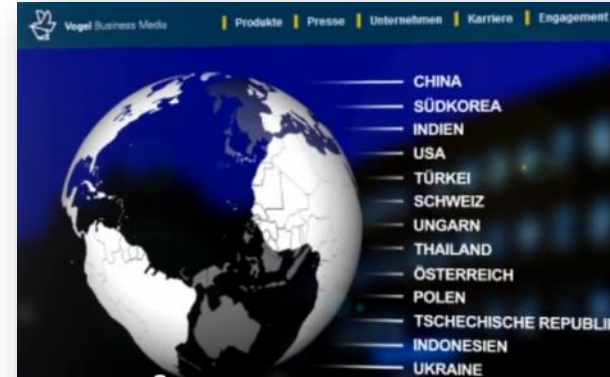 Vogel Business Media
Produkte Presse Unternehmen Karriere Engagement
CHINA
SÜDKOREA
INDIEN
USA
TÜRKEI
SCHWEIZ
UNGARN
THAILAND
ÖSTERREICH
POLEN
TSCHECHISCHE REPUBLI
INDONESIEN
UKRAINE